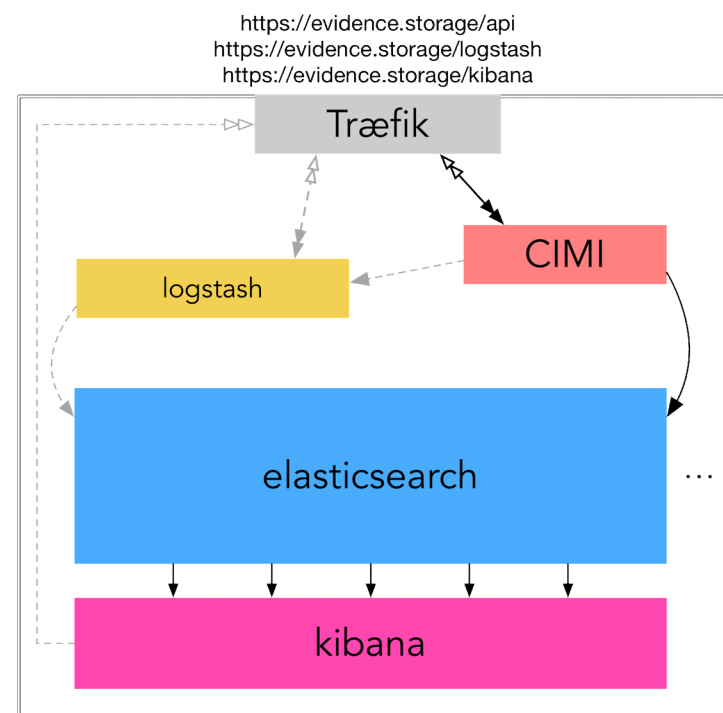 https://evidence.storage/api
https://evidence.storage/logstash
https://evidence.storage/kibana
Træfik
CIMI
logstash
elasticsearch
...
kibana